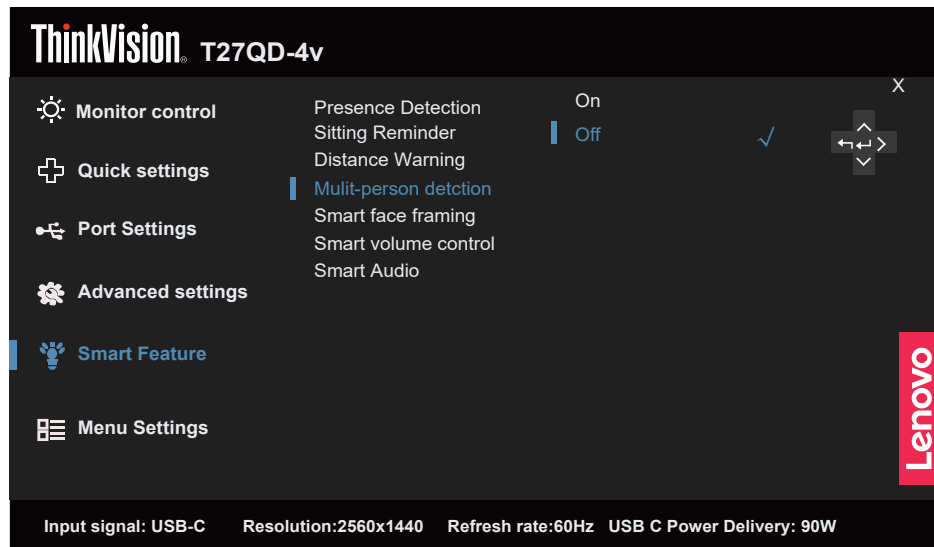 ThinkVision® T27QD-4v
X
Monitor control
Quick settings
Port Settings
Advanced settings
Smart Feature
Menu Settings
Presence Detection
Sitting Reminder
Distance Warning
Mulit-person detction
Smart face framing
Smart volume control
Smart Audio
On
Off
Lenovo
Input signal: USB-C Resolution:2560x1440 Refresh rate:60Hz USB C Power Delivery: 90W